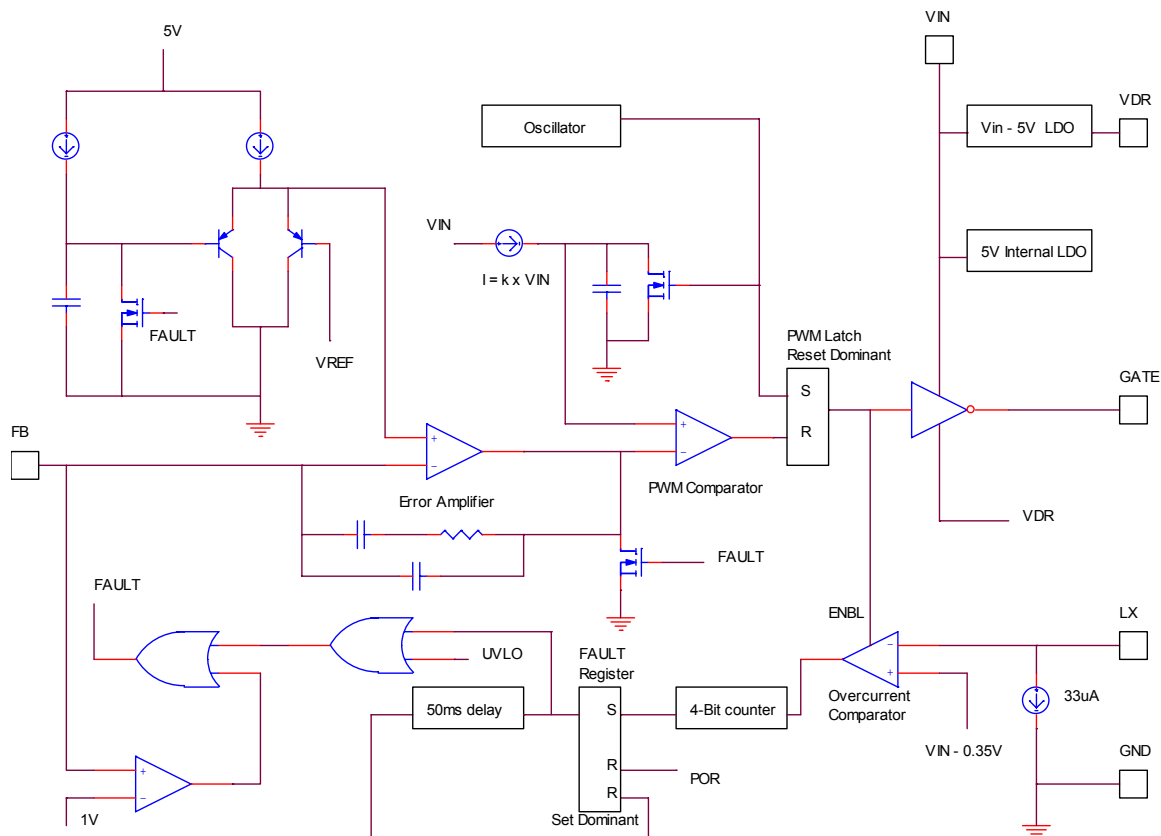 VIN
5V
VDR
Oscillator
Vin - 5V LDO
VIN
5V Internal LDO
I = k x VIN
FAULT
VREF
PWM Latch
Reset Dominant
GATE
S
FB
+
+
R
-
-
PWM Comparator
Error Amplifier
VDR
FAULT
FAULT
ENBL
LX
UVLO
FAULT
Register
-
+
Overcurrent
Comparator
33uA
50ms delay
S
4-Bit counter
VIN - 0.35V
GND
+
R
POR
-
R
1V
Set Dominant